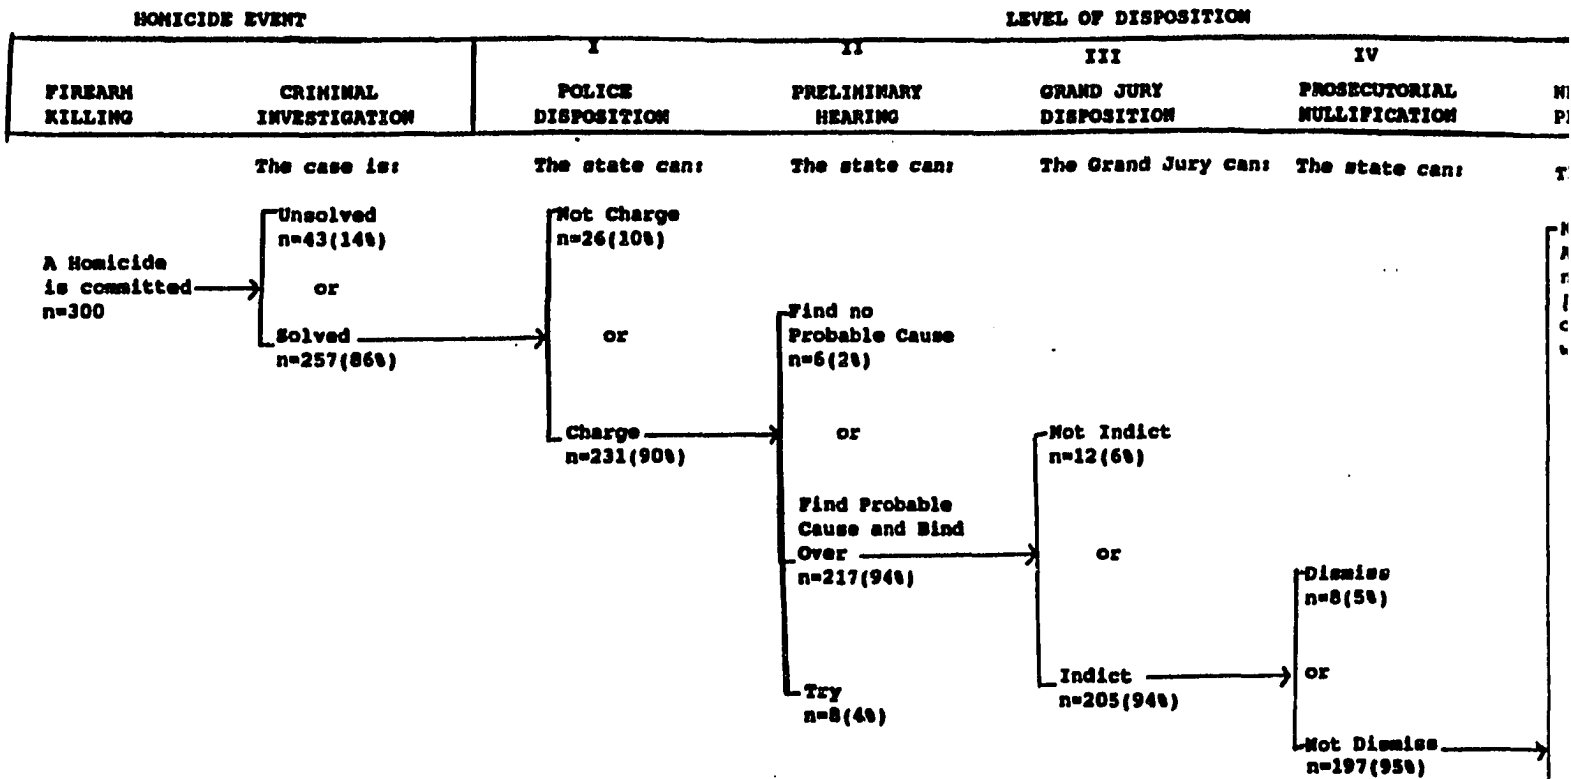 HOMICIDE EVENT
LEVEL OF DISPOSITION
FIREARM
KILLING
CRIMINAL
INVESTIGATION
I
POLICE
DISPOSITION
II
PRELIMINARY
HEARING
III
GRAND JURY
DISPOSITION
IV
PROSECUTORIAL
NULLIFICATION
The case is:
The state can:
The state can:
The Grand Jury can:
The state can:
A Homicide
is committed
n=300
Unsolved
n=43(14%)
or
Solved
n=257(86%)
Not Charge
n=26(10%)
or
Charge
n=231(90%)
Find no
Probable Cause
n=6(2%)
or
Find Probable
Cause and Bind
Over
n=217(94%)
Try
n=8(4%)
Not Indict
n=12(6%)
or
Indict
n=205(94%)
Dismiss
n=8(5%)
or
Not Dismiss
n=197(95%)